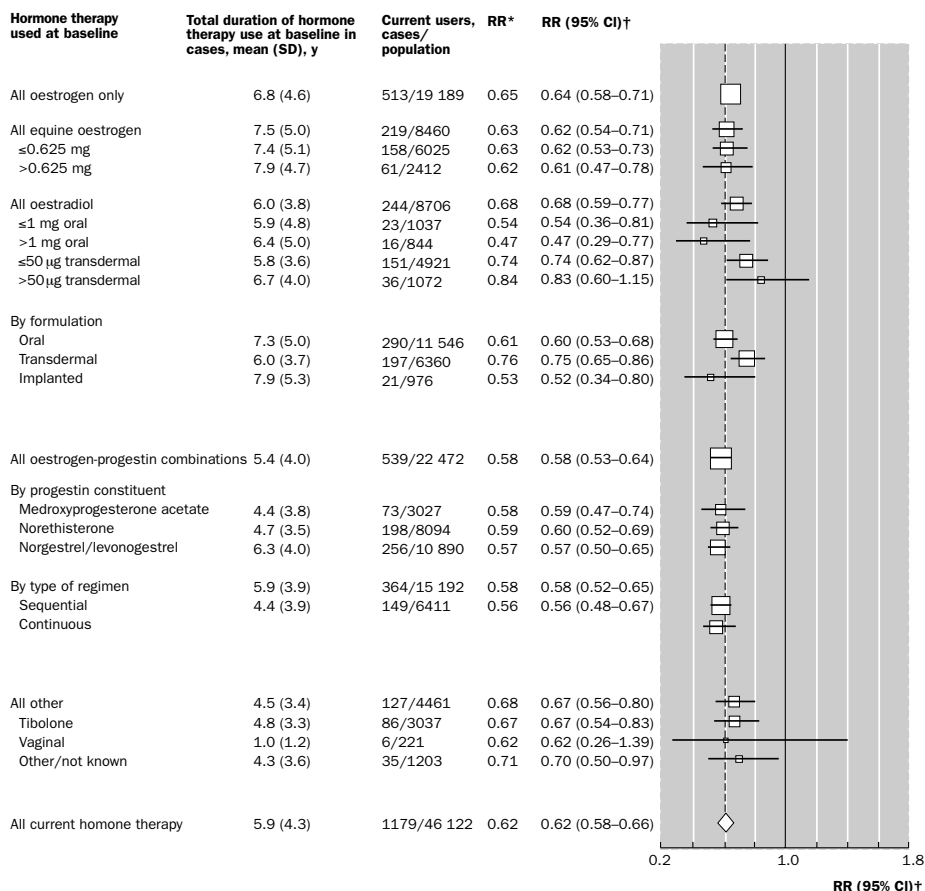 Hormone therapy used at baseline Total duration of hormone therapy use at baseline in cases, mean (SD), y Current users, cases/ population RR* RR (95% CI)†
All oestrogen only 6.8 (4.6) 513/19 189 0.65 0.64 (0.58–0.71)
All equine oestrogen 7.5 (5.0) 219/8460 0.63 0.62 (0.54–0.71)
≤0.625 mg 7.4 (5.1) 158/6025 0.63 0.62 (0.53–0.73)
>0.625 mg 7.9 (4.7) 61/2412 0.62 0.61 (0.47–0.78)
All oestradiol 6.0 (3.8) 244/8706 0.68 0.68 (0.59–0.77)
≤1 mg oral 5.9 (4.8) 23/1037 0.54 0.54 (0.36–0.81)
>1 mg oral 6.4 (5.0) 16/844 0.47 0.47 (0.29–0.77)
≤50 µg transdermal 5.8 (3.6) 151/4921 0.74 0.74 (0.62–0.87)
>50 µg transdermal 6.7 (4.0) 36/1072 0.84 0.83 (0.60–1.15)
By formulation
Oral 7.3 (5.0) 290/11 546 0.61 0.60 (0.53–0.68)
Transdermal 6.0 (3.7) 197/6360 0.76 0.75 (0.65–0.86)
Implanted 7.9 (5.3) 21/976 0.53 0.52 (0.34–0.80)
All oestrogen-progestin combinations 5.4 (4.0) 539/22 472 0.58 0.58 (0.53–0.64)
By progestin constituent
Medroxyprogesterone acetate 4.4 (3.8) 73/3027 0.58 0.59 (0.47–0.74)
Norethisterone 4.7 (3.5) 198/8094 0.59 0.60 (0.52–0.69)
Norgestrel/levonogestrel 6.3 (4.0) 256/10 890 0.57 0.57 (0.50–0.65)
By type of regimen 5.9 (3.9) 364/15 192 0.58 0.58 (0.52–0.65)
Sequential 4.4 (3.9) 149/6411 0.56 0.56 (0.48–0.67)
Continuous
All other 4.5 (3.4) 127/4461 0.68 0.67 (0.56–0.80)
Tibolone 4.8 (3.3) 86/3037 0.67 0.67 (0.54–0.83)
Vaginal 1.0 (1.2) 6/221 0.62 0.62 (0.26–1.39)
Other/not known 4.3 (3.6) 35/1203 0.71 0.70 (0.50–0.97)
All current homone therapy 5.9 (4.3) 1179/46 122 0.62 0.62 (0.58–0.66)
0.2 1.0 1.8
RR (95% CI)†